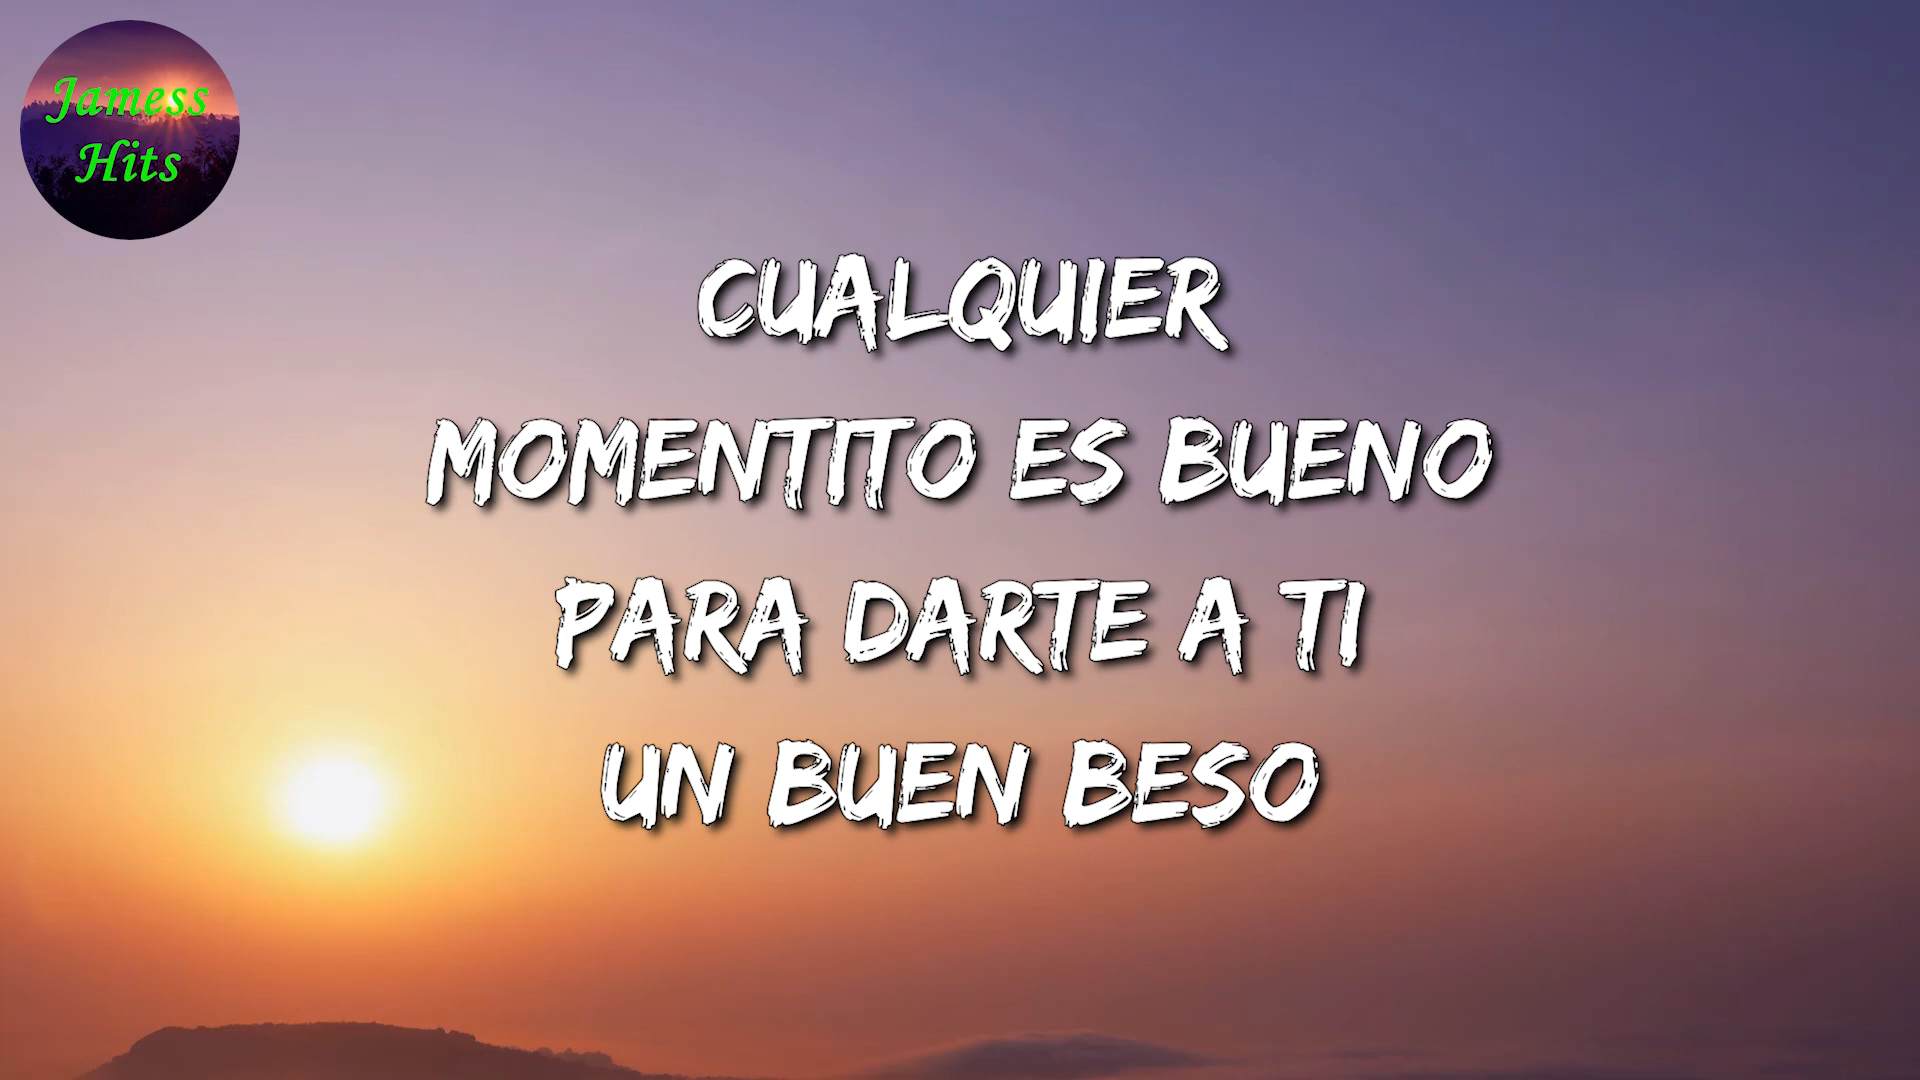 Jamess
Hits
CUALQUIER
MOMENTITO ES BUENO
PARA DARTE A TI
UN BUEN BESO